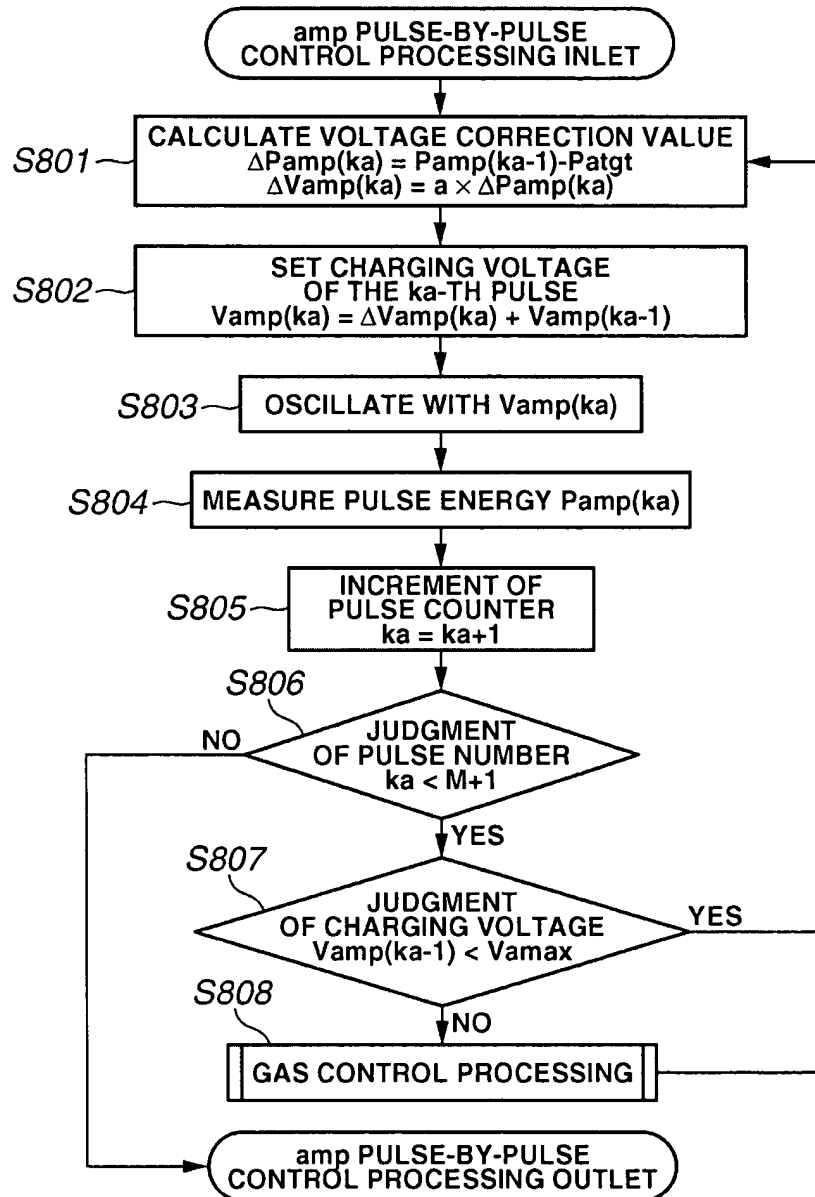 amp PULSE-BY-PULSE
CONTROL PROCESSING INLET
S801
CALCULATE VOLTAGE CORRECTION VALUE
ΔPamp(ka) = Pamp(ka-1)-Patgt
ΔVamp(ka) = a × ΔPamp(ka)
S802
SET CHARGING VOLTAGE
OF THE ka-TH PULSE
Vamp(ka) = ΔVamp(ka) + Vamp(ka-1)
S803
OSCILLATE WITH Vamp(ka)
S804
MEASURE PULSE ENERGY Pamp(ka)
S805
INCREMENT OF
PULSE COUNTER
ka = ka+1
S806
NO
JUDGMENT
OF PULSE NUMBER
ka < M+1
YES
S807
JUDGMENT
OF CHARGING VOLTAGE
Vamp(ka-1) < Vamax
YES
S808
NO
GAS CONTROL PROCESSING
amp PULSE-BY-PULSE
CONTROL PROCESSING OUTLET